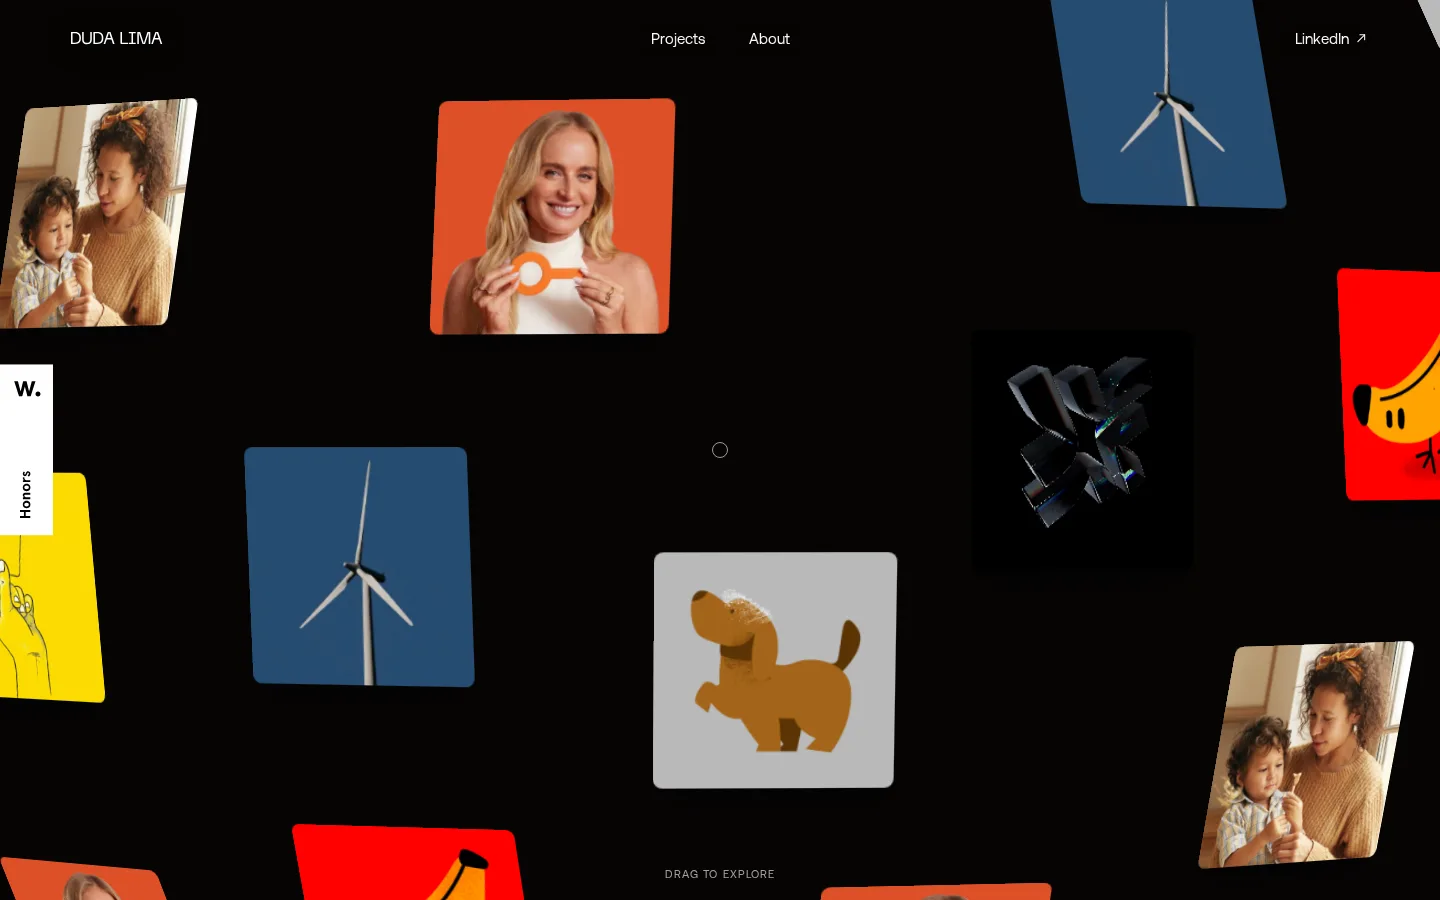 DUDA LIMA
Projects
About
LinkedIn ↗
W.
Honors
DRAG TO EXPLORE